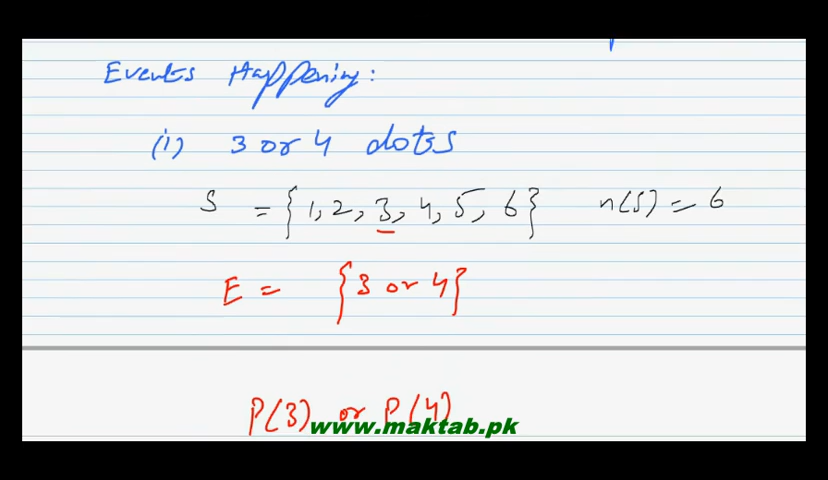 Events Happening:
(i) 3 or 4 dots
S = {1, 2, 3, 4, 5, 6} n(S) = 6
E = {3 or 4}
P(3) or P(4)
www.maktab.pk